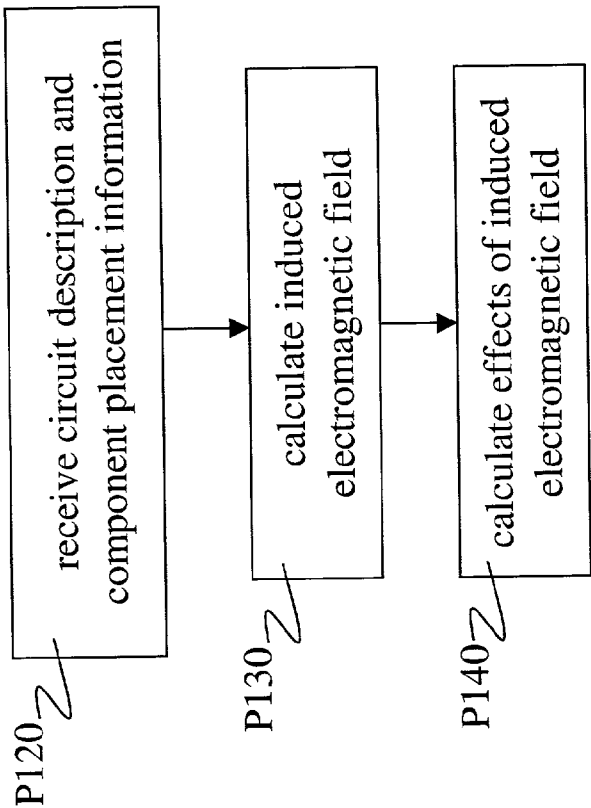 P120
receive circuit description and
component placement information
P130
calculate induced
electromagnetic field
P140
calculate effects of induced
electromagnetic field